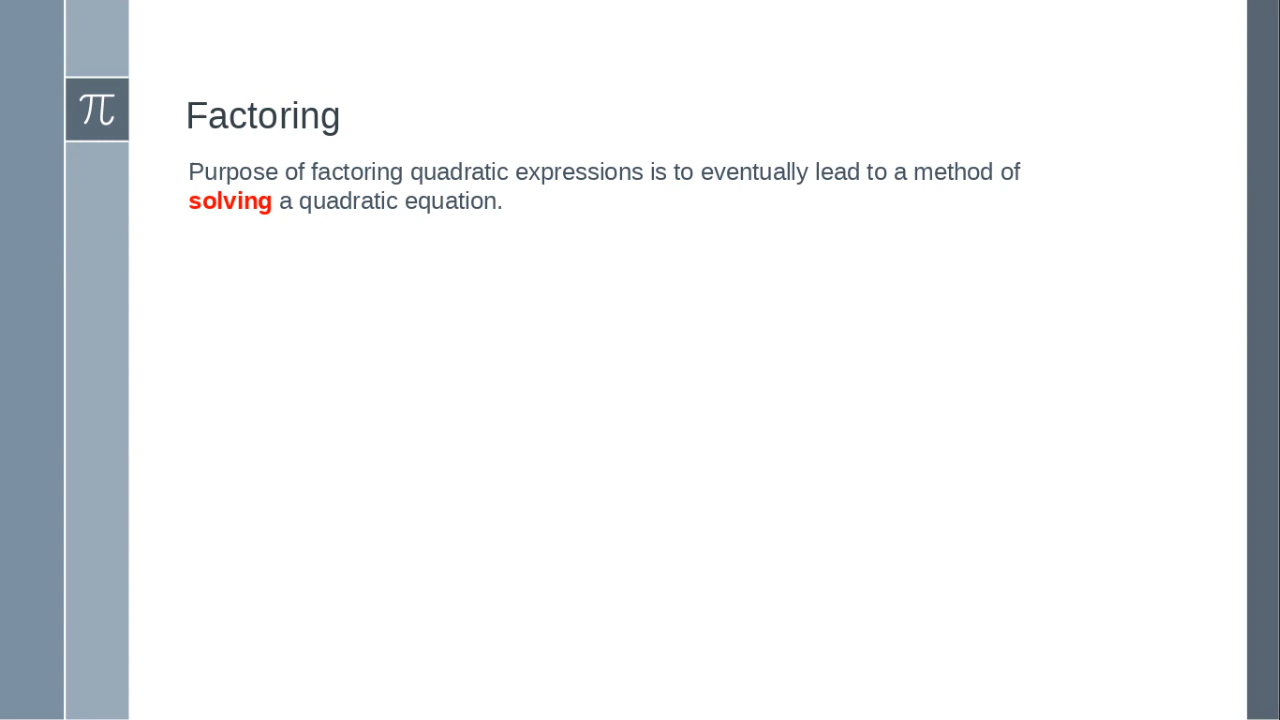 π
Factoring
Purpose of factoring quadratic expressions is to eventually lead to a method of
solving a quadratic equation.